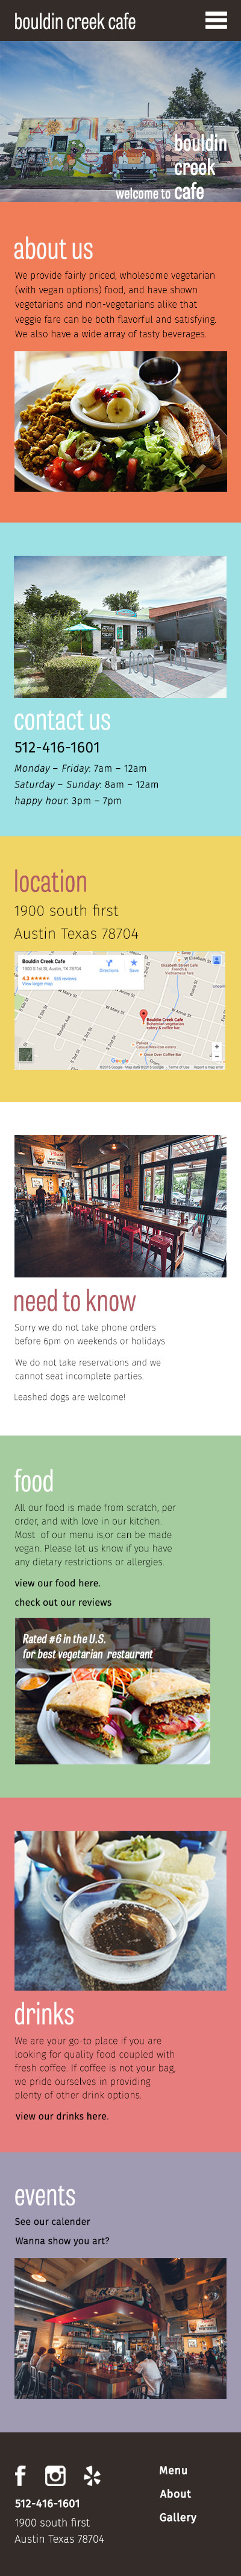 bouldin creek cafe
bouldin
creek
welcome to cafe
about us
We provide fairly priced, wholesome vegetarian
(with vegan options) food, and have shown
vegetarians and non-vegetarians alike that
veggie fare can be both flavorful and satisfying.
We also have a wide array of tasty beverages.
contact us
512-416-1601
Monday – Friday: 7am – 12am
Saturday – Sunday: 8am – 12am
happy hour: 3pm – 7pm
location
1900 south first
Austin Texas 78704
Bouldin Creek Cafe
1900 S 1st St, Austin, TX 78704
Directions
Save
View larger map
Bouldin Creek Cafe
Google
need to know
Sorry we do not take phone orders
before 6pm on weekends or holidays
We do not take reservations and we
cannot seat incomplete parties.
Leashed dogs are welcome!
food
All our food is made from scratch, per
order, and with love in our kitchen.
Most of our menu is,or can be made
vegan. Please let us know if you have
any dietary restrictions or allergies.
view our food here.
check out our reviews
Rated #6 in the U.S.
for best vegetarian restaurant
drinks
We are your go-to place if you are
looking for quality food coupled with
fresh coffee. If coffee is not your bag,
we pride ourselves in providing
plenty of other drink options.
view our drinks here.
events
See our calender
Wanna show you art?
Menu
About
Gallery
512-416-1601
1900 south first
Austin Texas 78704